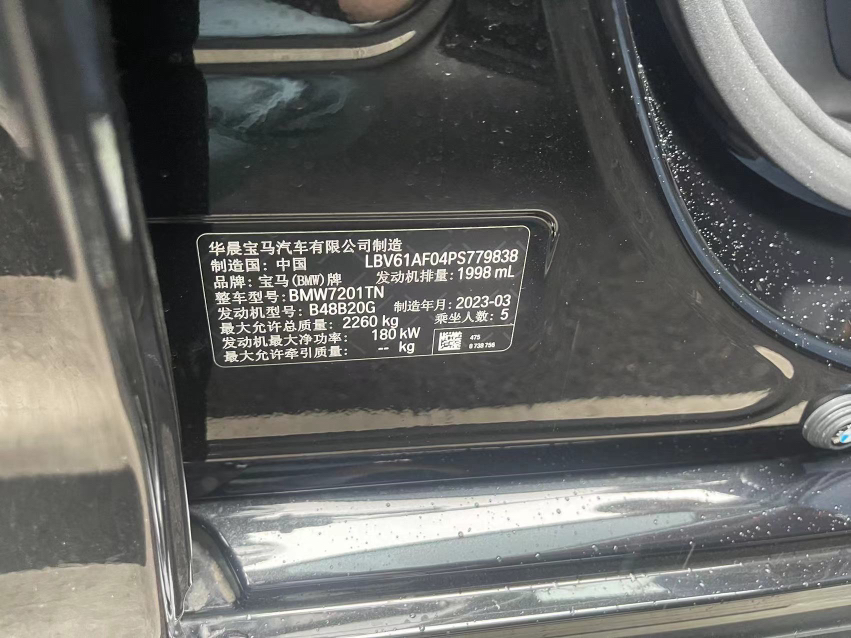 华晨宝马汽车有限公司制造
制造国：中国 LBV61AF04PS779838
品牌：宝马(BMW)牌 发动机排量：1998 mL
整车型号：BMW7201TN
发动机型号：B48B20G 制造年月：2023-03
最大允许总质量：2260 kg 乘坐人数：5
发动机最大净功率： 180 kW
最大允许牵引质量： -- kg
475
8 738 756